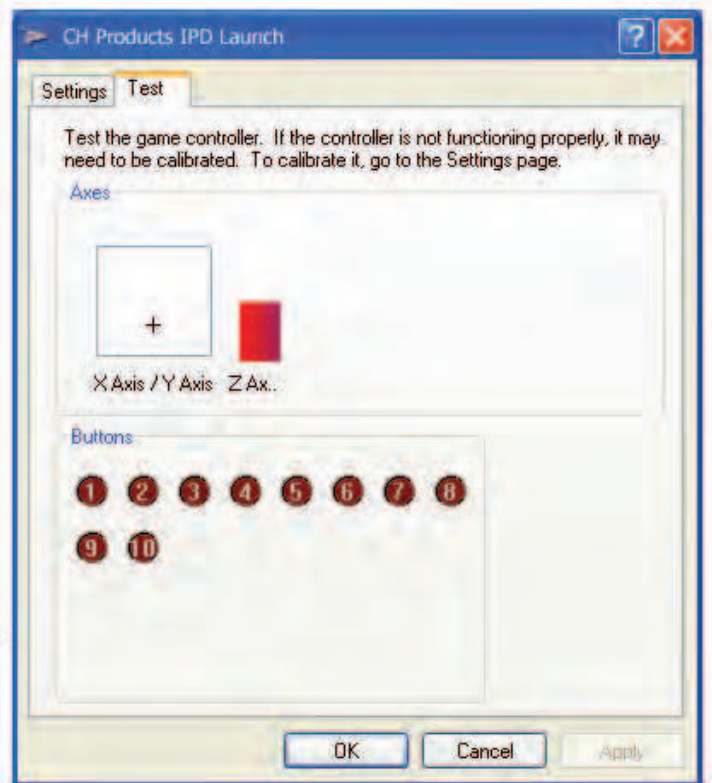 CH Products IPD Launch
Settings Test
Test the game controller. If the controller is not functioning properly, it may
need to be calibrated. To calibrate it, go to the Settings page.
Axes
X Axis / Y Axis Z Ax..
Buttons
1 2 3 4 5 6 7 8
9 10
OK Cancel Apply